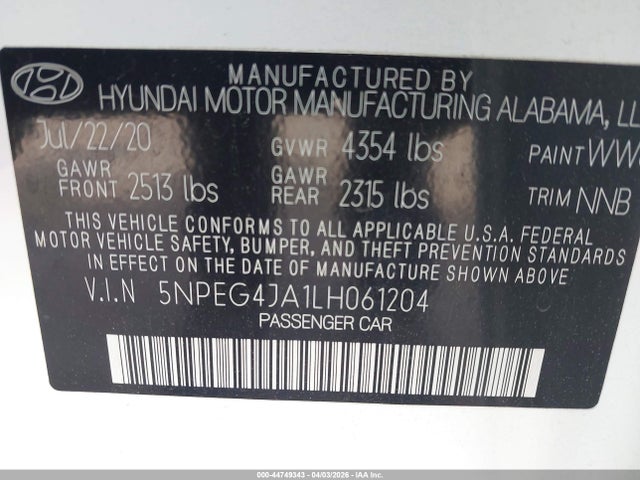 MANUFACTURED BY
HYUNDAI MOTOR MANUFACTURING ALABAMA, LL
Jul/22/20 GVWR 4354 lbs PAINT WW
GAWR FRONT 2513 lbs GAWR REAR 2315 lbs TRIM NNB
THIS VEHICLE CONFORMS TO ALL APPLICABLE U.S.A. FEDERAL
MOTOR VEHICLE SAFETY, BUMPER, AND THEFT PREVENTION STANDARDS
IN EFFECT ON THE DATE OF MANUFACTURE SHOWN ABOVE.
V.I.N 5NPEG4JA1LH061204
PASSENGER CAR
000-44749343 - 04/03/2026 - IAA Inc.